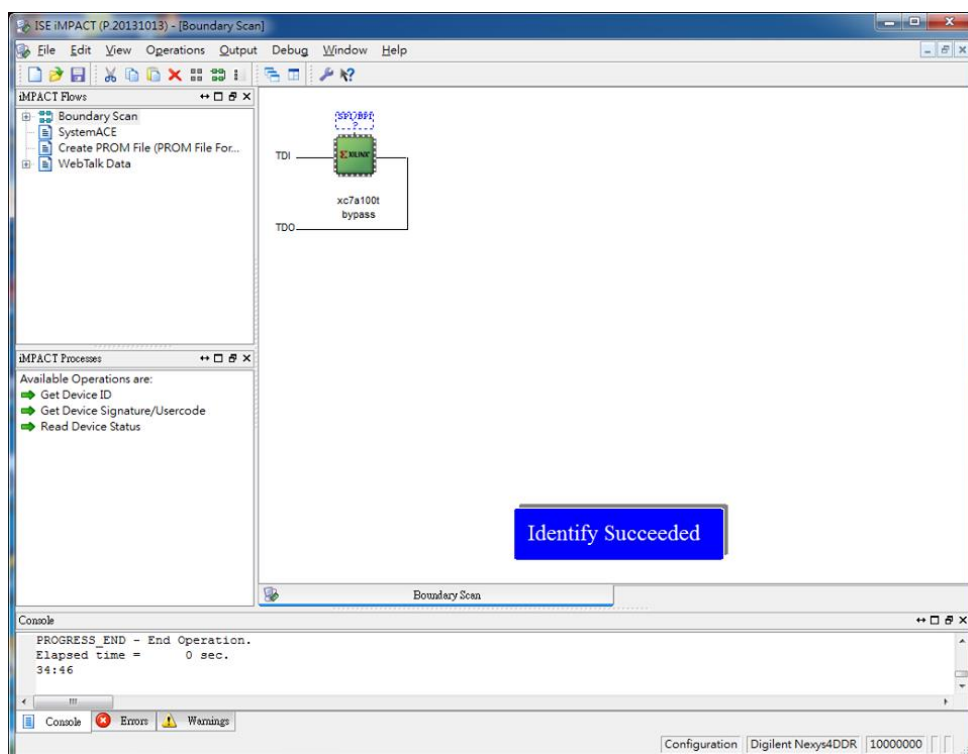 ISE iMPACT (P.20131013) - [Boundary Scan]
File Edit View Operations Output Debug Window Help
iMPACT Flows
Boundary Scan
SystemACE
Create PROM File (PROM File For...
WebTalk Data
SPI/BPI
?
TDI
XILINX
xc7a100t
bypass
TDO
iMPACT Processes
Available Operations are:
Get Device ID
Get Device Signature/Usercode
Read Device Status
Identify Succeeded
Boundary Scan
Console
PROGRESS_END - End Operation.
Elapsed time =      0 sec.
34:46
Console Errors Warnings
Configuration Digilent Nexys4DDR 10000000